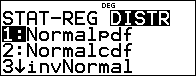 DEG
STAT-REG DISTR
1:Normalpdf
2:Normalcdf
3↓invNormal